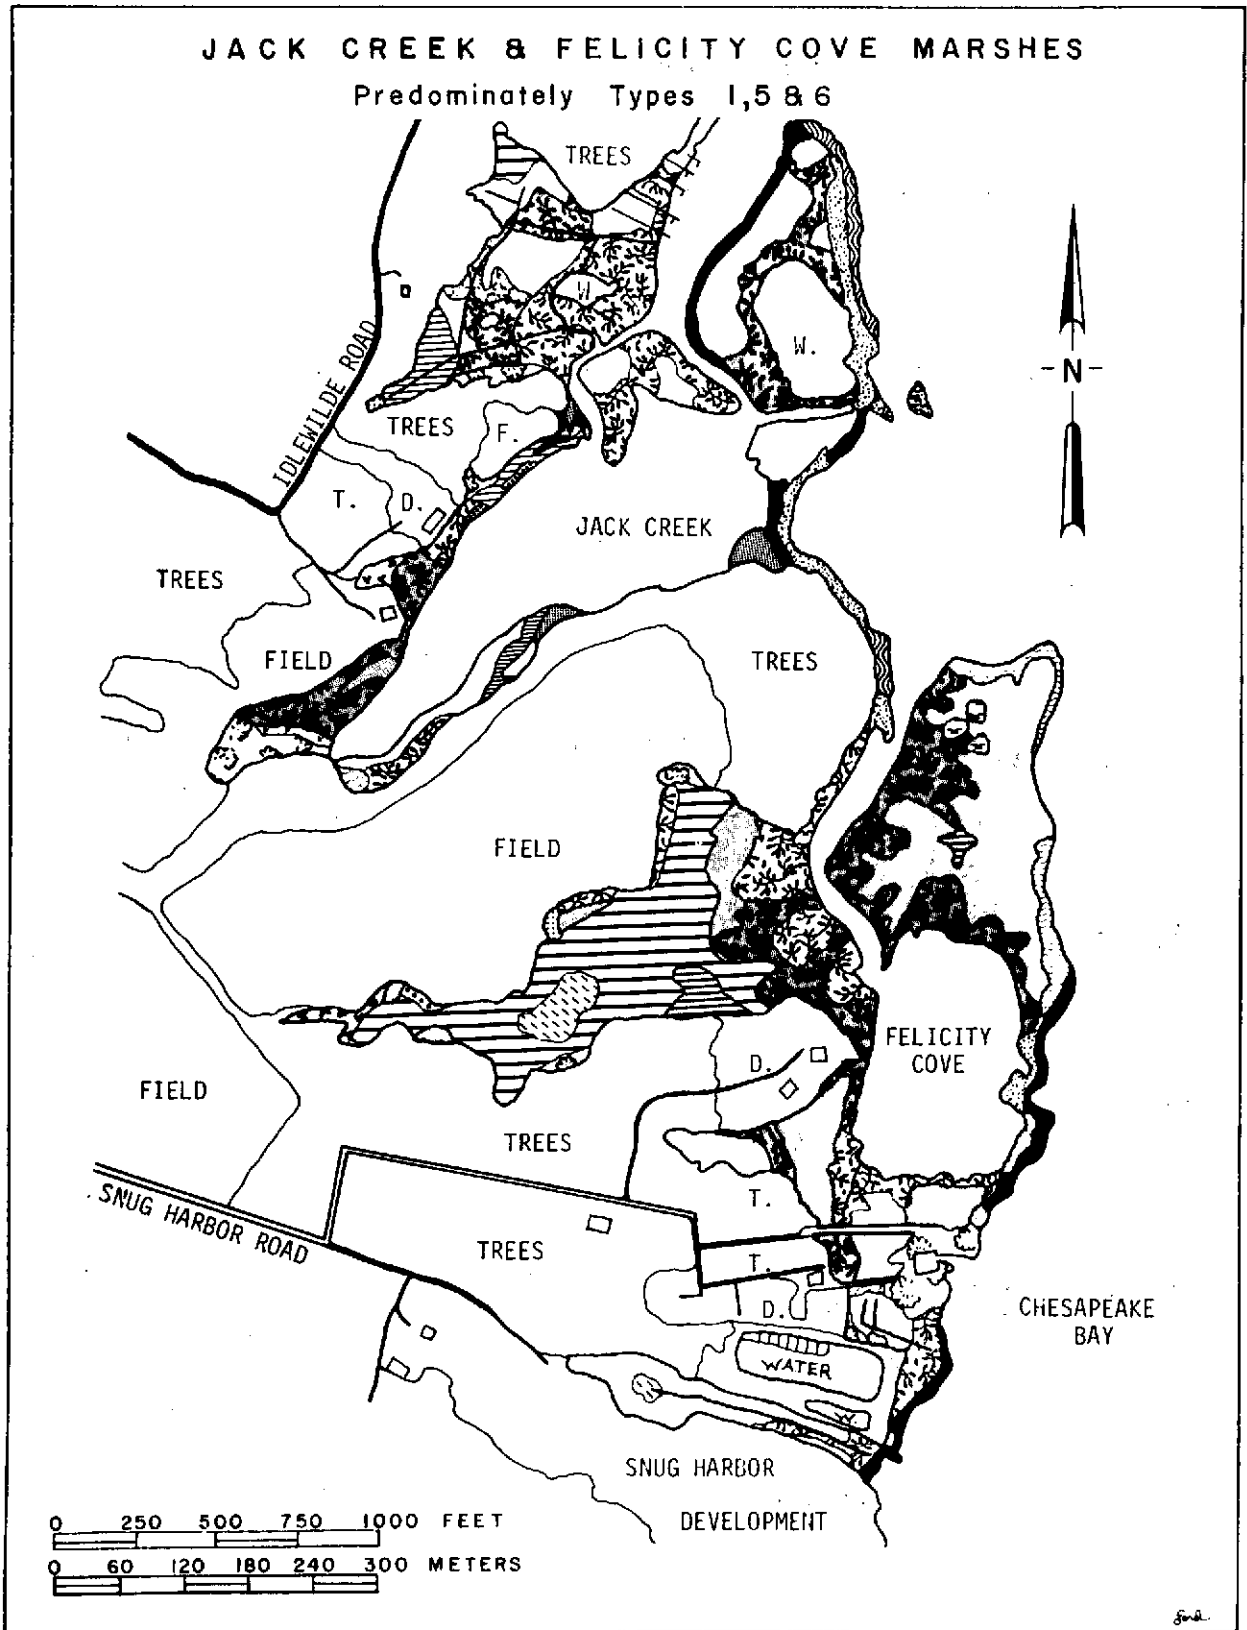 JACK CREEK & FELICITY COVE MARSHES
Predominately Types 1,5 & 6
TREES
W
W.
N
IDLEWILDE ROAD
TREES
F.
T.
D.
JACK CREEK
TREES
FIELD
TREES
FIELD
FELICITY
COVE
D.
FIELD
TREES
T.
SNUG HARBOR ROAD
TREES
T.
D.
CHESAPEAKE
BAY
WATER
W
SNUG HARBOR
DEVELOPMENT
0 250 500 750 1000 FEET
0 60 120 180 240 300 METERS